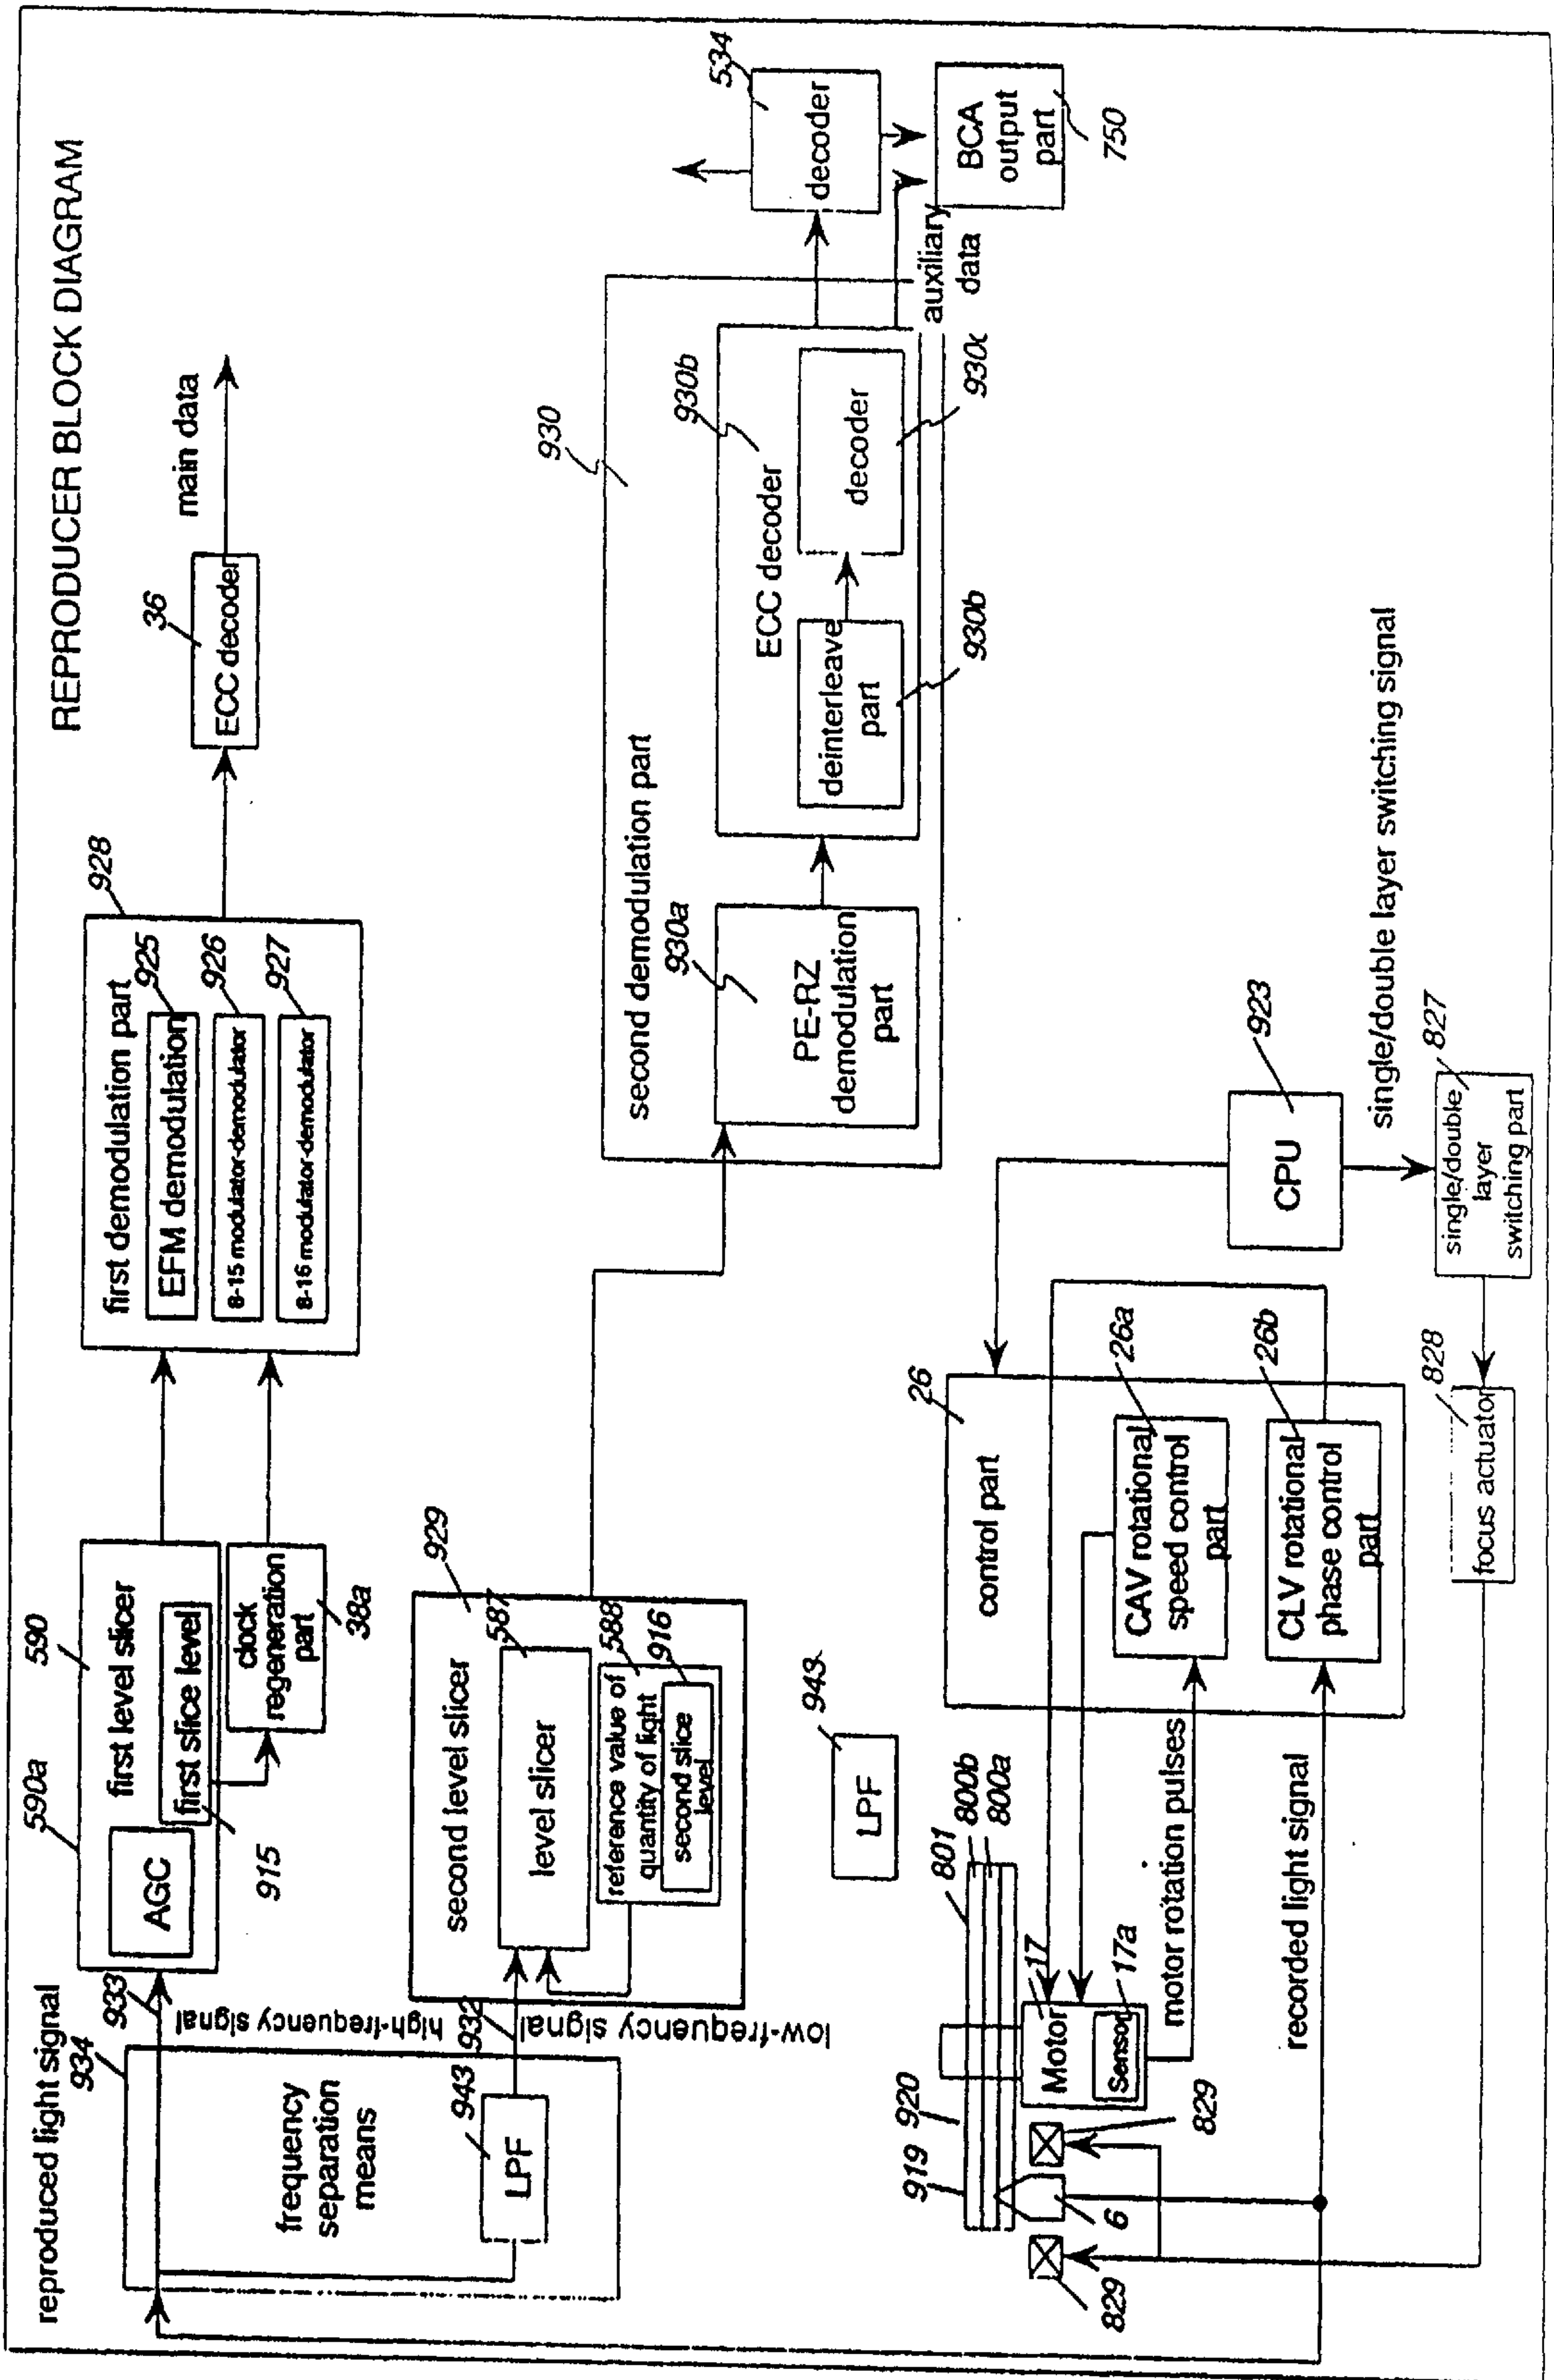 REPRODUCER BLOCK DIAGRAM
reproduced light signal
934
frequency
separation
means
943
LPF
933
high-frequency signal
932
low-frequency signal
590a
590
first level slicer
AGC
first slice level
915
clock
regeneration
part
38a
928
first demodulation part
925
EFM demodulation
926
8-15 modulator-demodulator
927
8-16 modulator-demodulator
36
ECC decoder
main data
929
second level slicer
587
level slicer
588
reference value of
quantity of light
916
second slice
level
943
LPF
930
second demodulation part
930a
PE-RZ
demodulation
part
930b
ECC decoder
deinterleave
part
930b
decoder
930c
auxiliary
data
534
decoder
BCA
output
part
750
919
920
801
800b
800a
829
6
829
17
Motor
17a
Sensor
motor rotation pulses
recorded light signal
26
control part
26a
CAV rotational
speed control
part
26b
CLV rotational
phase control
part
923
CPU
single/double layer switching signal
827
single/double
layer
switching part
828
focus actuator